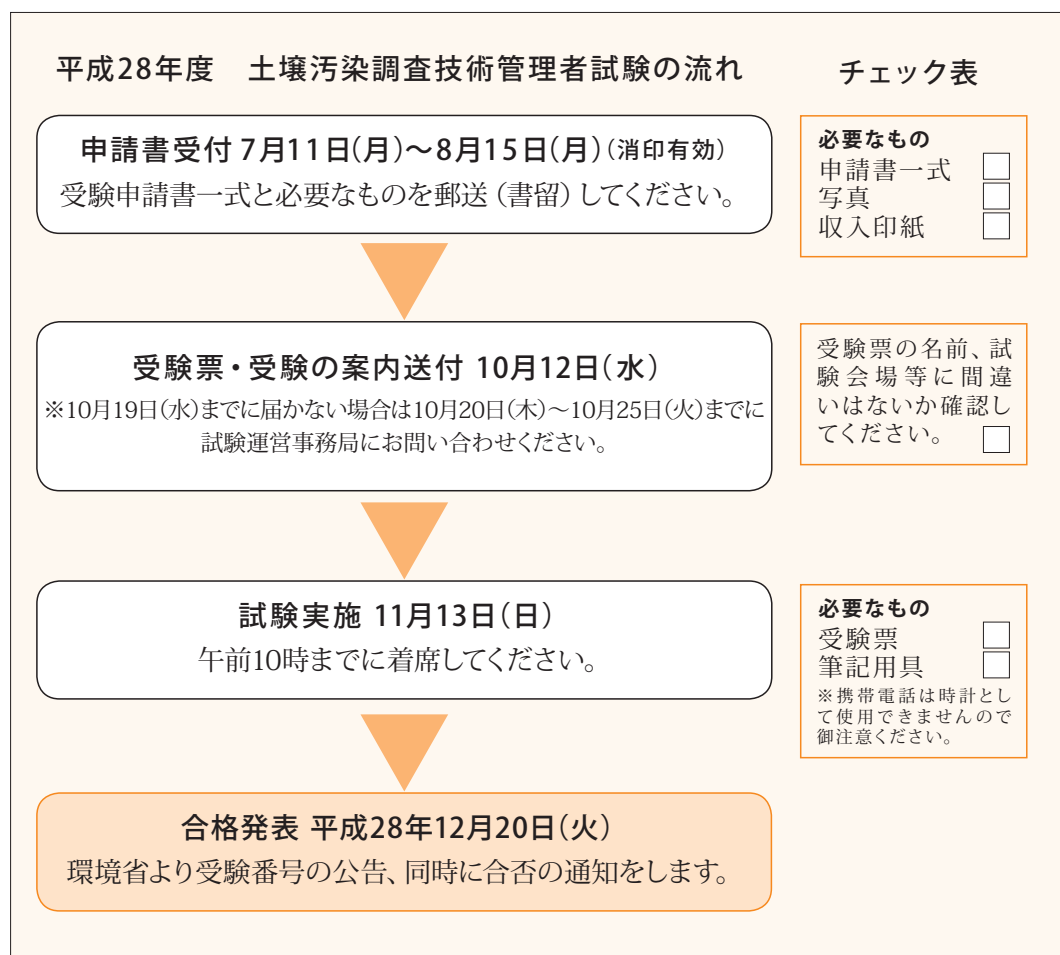 平成28年度　土壌汚染調査技術管理者試験の流れ
チェック表
申請書受付 7月11日(月)～8月15日(月)(消印有効)
受験申請書一式と必要なものを郵送（書留）してください。
必要なもの
申請書一式
写真
収入印紙
受験票・受験の案内送付 10月12日(水)
※10月19日(水)までに届かない場合は10月20日(木)～10月25日(火)までに
試験運営事務局にお問い合わせください。
受験票の名前、試
験会場等に間違
いはないか確認し
てください。
試験実施 11月13日(日)
午前10時までに着席してください。
必要なもの
受験票
筆記用具
※携帯電話は時計とし
て使用できませんので
御注意ください。
合格発表 平成28年12月20日(火)
環境省より受験番号の公告、同時に合否の通知をします。